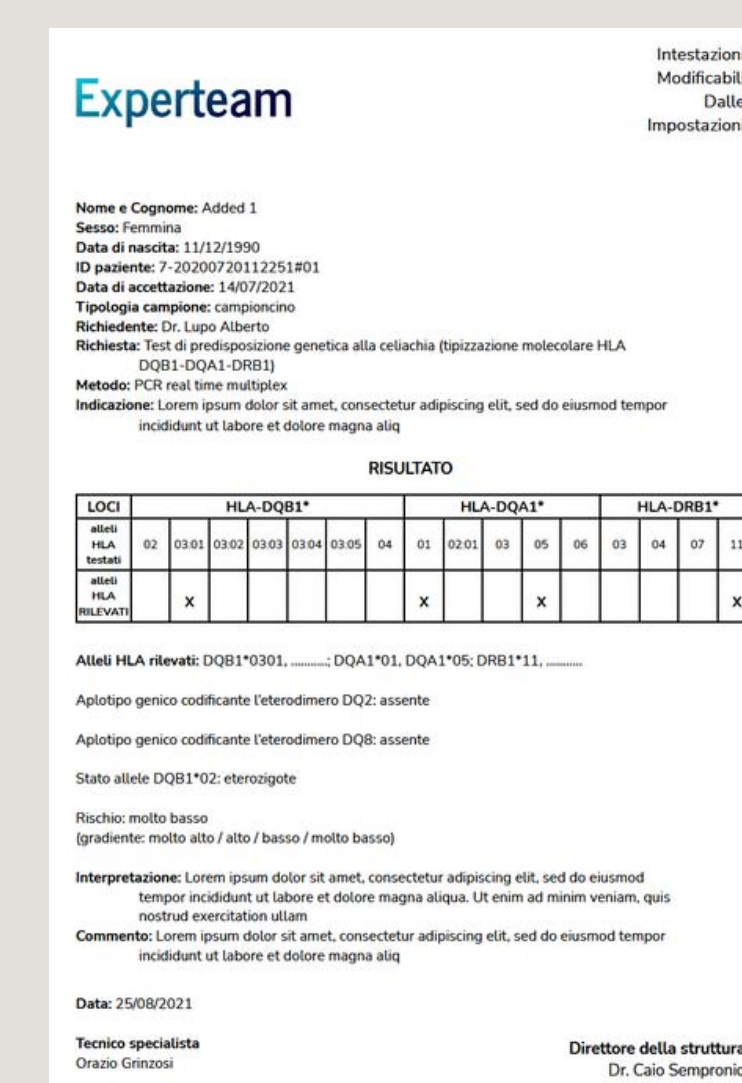 Experteam
Intestazioni
Modificabil
Dalle
Impostazioni
Nome e Cognome: Added 1
Sesso: Femmina
Data di nascita: 11/12/1990
ID paziente: 7-20200720112251#01
Data di accettazione: 14/07/2021
Tipologia campione: campioncino
Richiedente: Dr. Lupo Alberto
Richiesta: Test di predisposizione genetica alla celiachia (tipizzazione molecolare HLA
DQB1-DQA1-DRB1)
Metodo: PCR real time multiplex
Indicazione: Lorem ipsum dolor sit amet, consectetur adipiscing elit, sed do eiusmod tempor
incididunt ut labore et dolore magna aliq
RISULTATO
LOCI HLA-DQB1* HLA-DQA1* HLA-DRB1*
alleli HLA testati 02 03:01 03:02 03:03 03:04 03:05 04 01 02:01 03 05 06 03 04 07 11
alleli HLA RILEVATI X X X X
Alleli HLA rilevati: DQB1*0301, ...........; DQA1*01, DQA1*05; DRB1*11, ...........
Aplotipo genico codificante l'eterodimero DQ2: assente
Aplotipo genico codificante l'eterodimero DQ8: assente
Stato allele DQB1*02: eterozigote
Rischio: molto basso
(gradiente: molto alto / alto / basso / molto basso)
Interpretazione: Lorem ipsum dolor sit amet, consectetur adipiscing elit, sed do eiusmod
tempor incididunt ut labore et dolore magna aliqua. Ut enim ad minim veniam, quis
nostrud exercitation ullam
Commento: Lorem ipsum dolor sit amet, consectetur adipiscing elit, sed do eiusmod tempor
incididunt ut labore et dolore magna aliq
Data: 25/08/2021
Tecnico specialista
Orazio Grinzosi
Direttore della struttura
Dr. Caio Sempronio